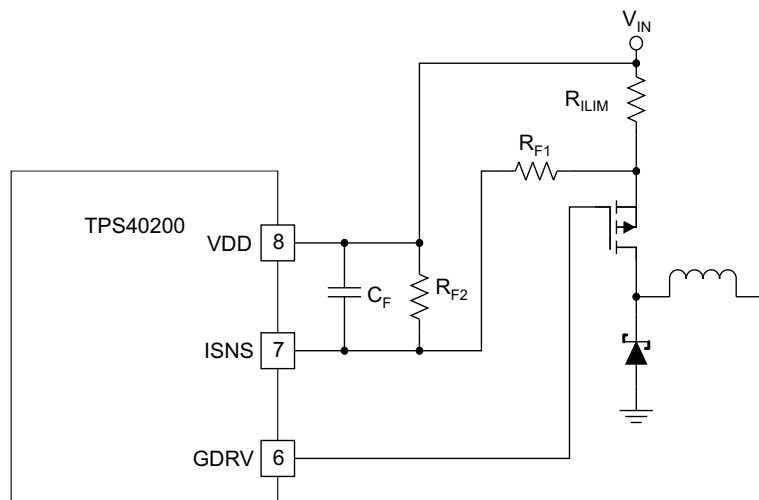 V_IN
R_ILIM
R_F1
TPS40200
VDD 8
C_F
R_F2
ISNS 7
GDRV 6